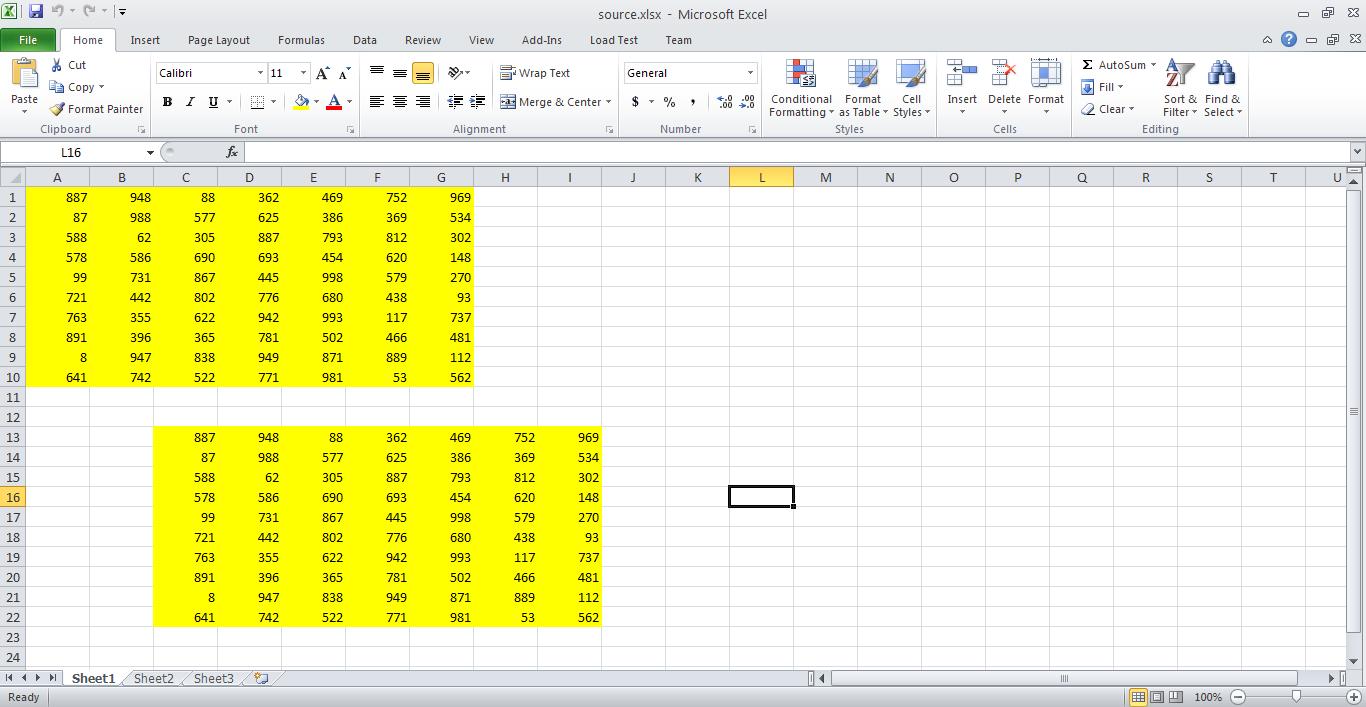 source.xlsx - Microsoft Excel
File Home Insert Page Layout Formulas Data Review View Add-Ins Load Test Team
Paste
Cut
Copy
Format Painter
Clipboard
Calibri 11 A A
B I U A
Font
Wrap Text
Merge & Center
Alignment
General
$ % , .00 .0
Number
Conditional Formatting
Format as Table
Cell Styles
Styles
Insert Delete Format
Cells
Σ AutoSum
Fill
Clear
Sort & Filter
Find & Select
Editing
L16 fx
A B C D E F G H I J K L M N O P Q R S T U
1 887 948 88 362 469 752 969
2 87 988 577 625 386 369 534
3 588 62 305 887 793 812 302
4 578 586 690 693 454 620 148
5 99 731 867 445 998 579 270
6 721 442 802 776 680 438 93
7 763 355 622 942 993 117 737
8 891 396 365 781 502 466 481
9 8 947 838 949 871 889 112
10 641 742 522 771 981 53 562
11
12
13 887 948 88 362 469 752 969
14 87 988 577 625 386 369 534
15 588 62 305 887 793 812 302
16 578 586 690 693 454 620 148
17 99 731 867 445 998 579 270
18 721 442 802 776 680 438 93
19 763 355 622 942 993 117 737
20 891 396 365 781 502 466 481
21 8 947 838 949 871 889 112
22 641 742 522 771 981 53 562
23
24
Sheet1 Sheet2 Sheet3
Ready 100%